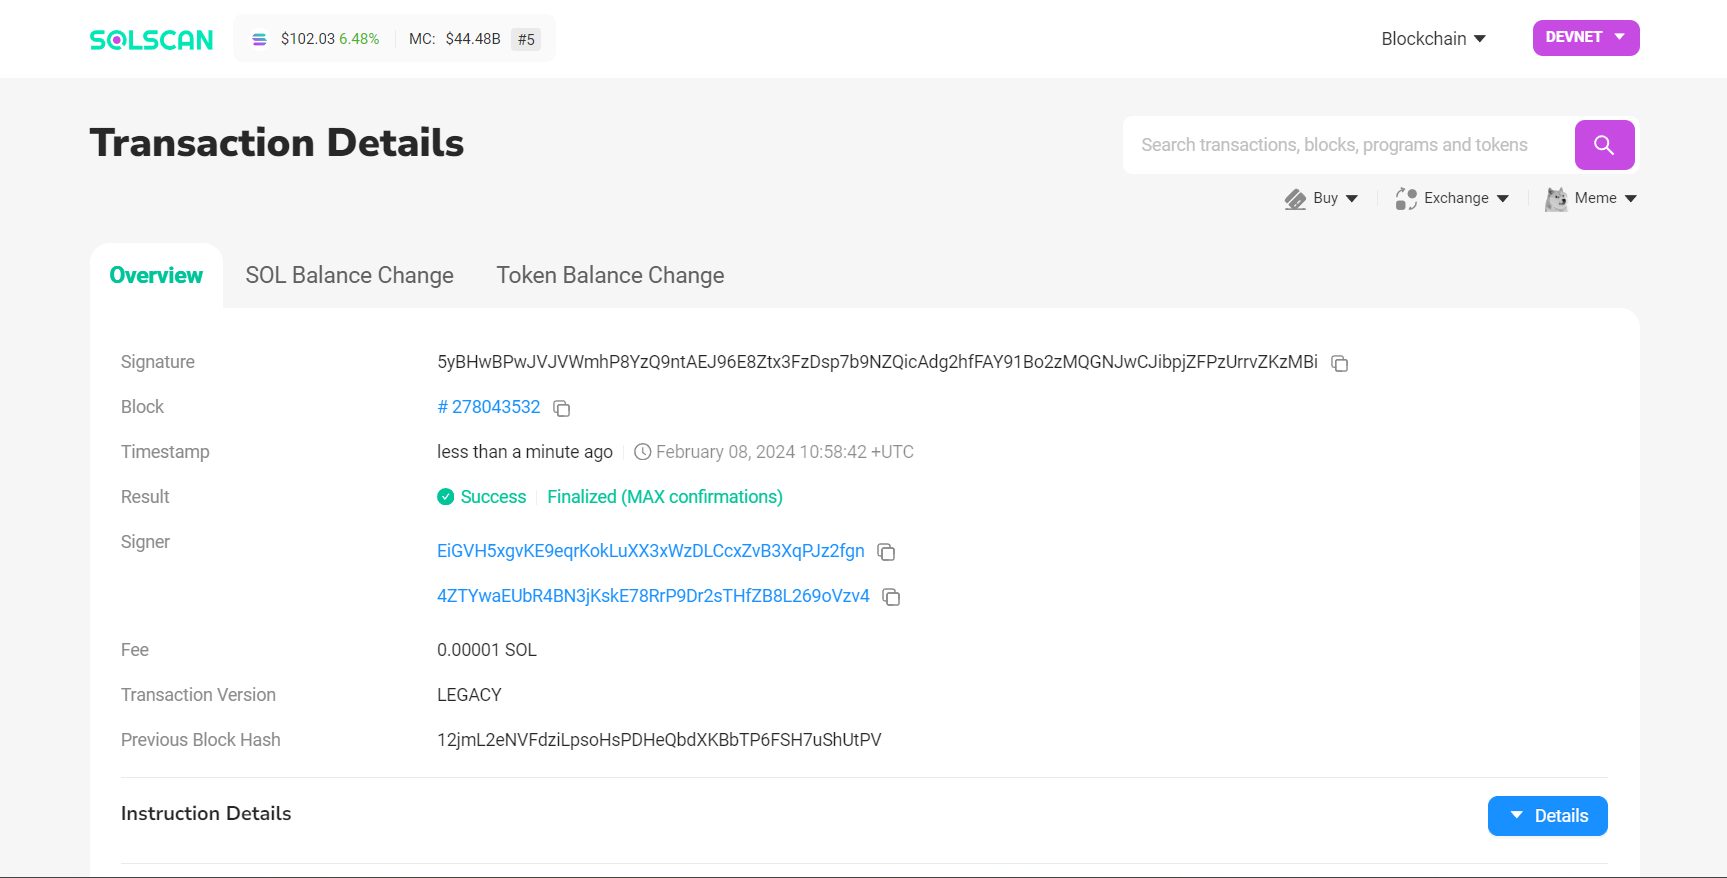 SOLSCAN $102.03 6.48% MC: $44.48B #5 Blockchain DEVNET
Transaction Details
Search transactions, blocks, programs and tokens
Buy Exchange Meme
Overview SOL Balance Change Token Balance Change
Signature 5yBHwBPwJVJVWmhP8YzQ9ntAEJ96E8Ztx3FzDsp7b9NZQicAdg2hfFAY91Bo2zMQGNJwCJibpjZFPzUrrvZKzMBi
Block # 278043532
Timestamp less than a minute ago February 08, 2024 10:58:42 +UTC
Result Success Finalized (MAX confirmations)
Signer EiGVH5xgvKE9eqrKokLuXX3xWzDLCcxZvB3XqPJz2fgn
4ZTYwaEUbR4BN3jKskE78RrP9Dr2sTHfZB8L269oVzv4
Fee 0.00001 SOL
Transaction Version LEGACY
Previous Block Hash 12jmL2eNVFdziLpsoHsPDHeQbdXKBbTP6FSH7uShUtPV
Instruction Details Details